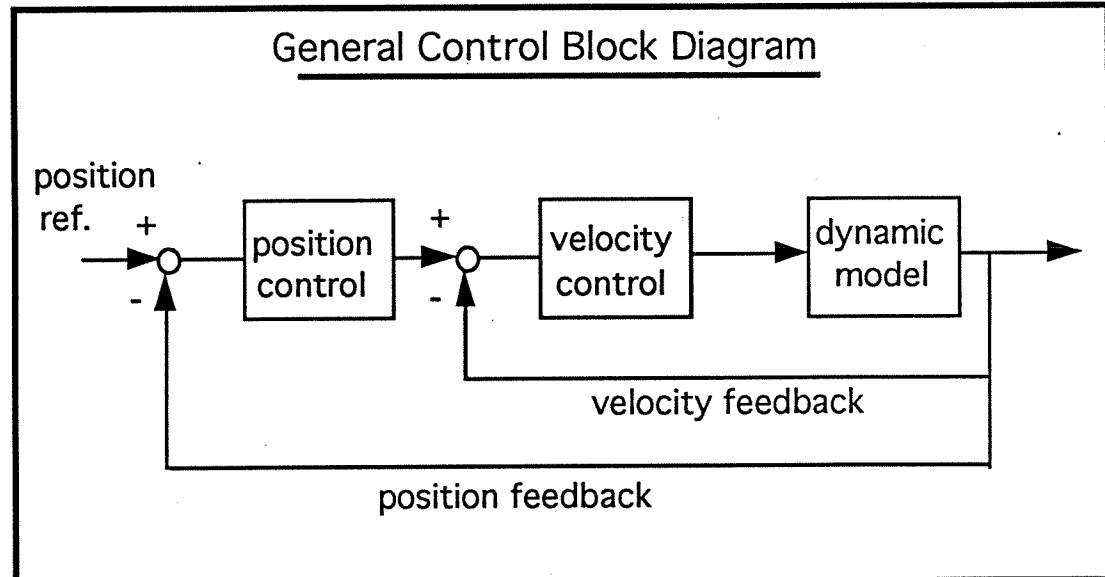 General Control Block Diagram
position
ref.
+
-
position
control
+
-
velocity
control
dynamic
model
velocity feedback
position feedback